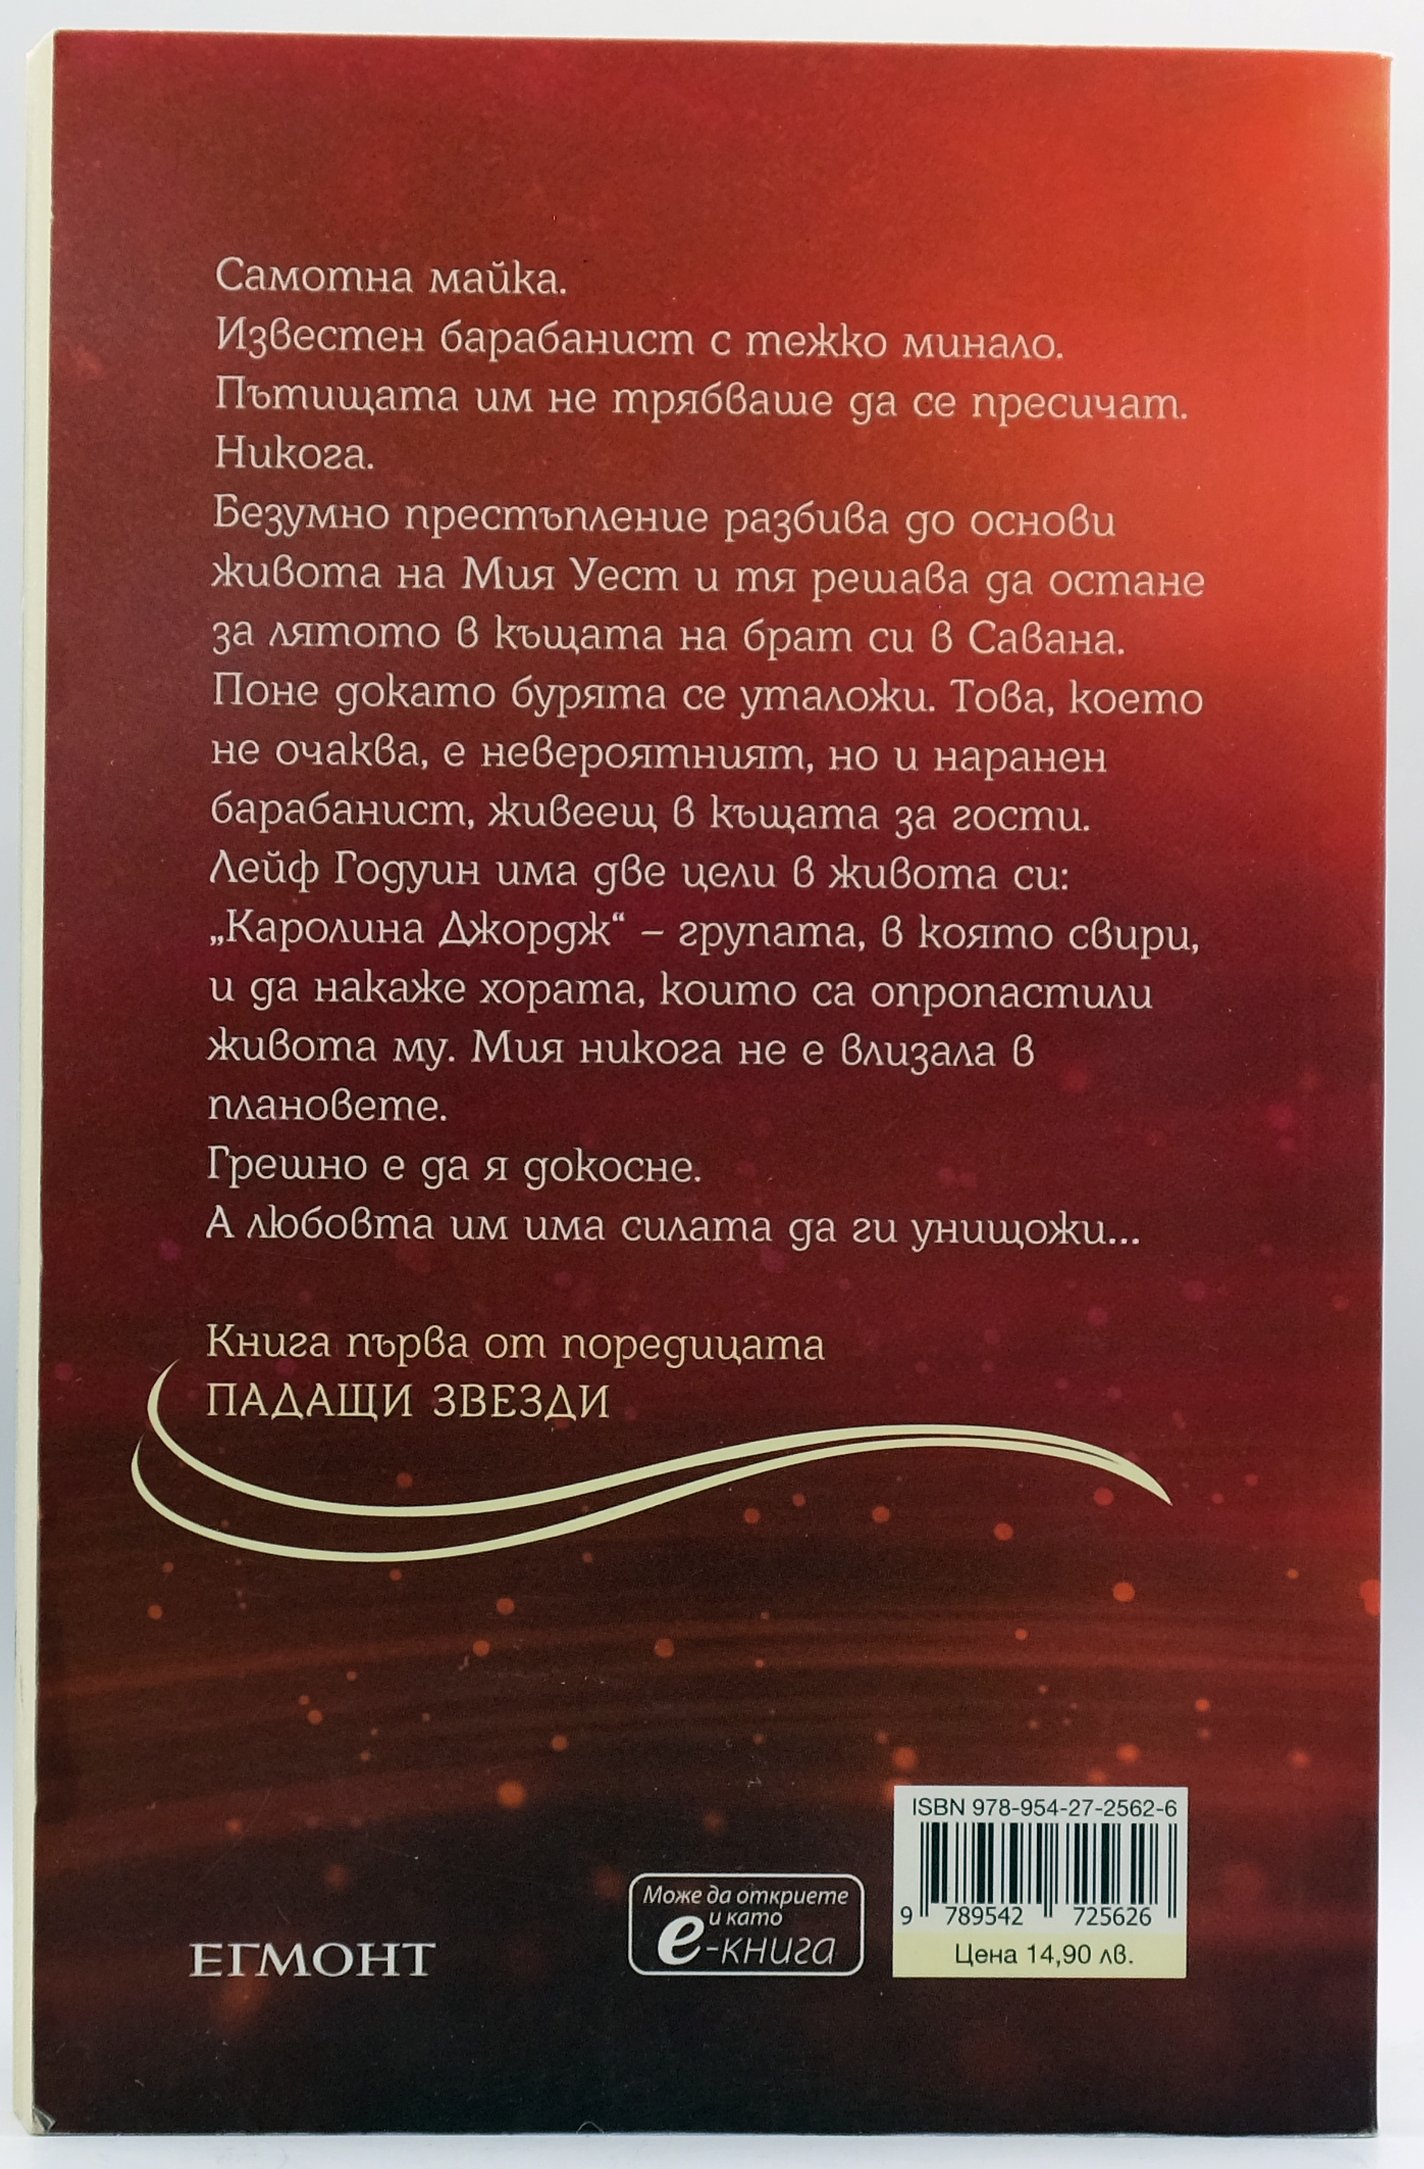 Самотна майка.
Известен барабанист с тежко минало.
Пътищата им не трябваше да се пресичат.
Никога.
Безумно престъпление разбива до основи
живота на Мия Уест и тя решава да остане
за лятото в къщата на брат си в Савана.
Поне докато бурята се уталожи. Това, което
не очаква, е невероятният, но и наранен
барабанист, живеещ в къщата за гости.
Лейф Годуин има две цели в живота си:
„Каролина Джордж“ – групата, в която свири,
и да накаже хората, които са опропастили
живота му. Мия никога не е влизала в
плановете.
Грешно е да я докосне.
А любовта им има силата да ги унищожи...
Книга първа от поредицата
ПАДАЩИ ЗВЕЗДИ
ЕГМОНТ
Може да откриете
и като
е-книга
ISBN 978-954-27-2562-6
9 789542 725626
Цена 14,90 лв.